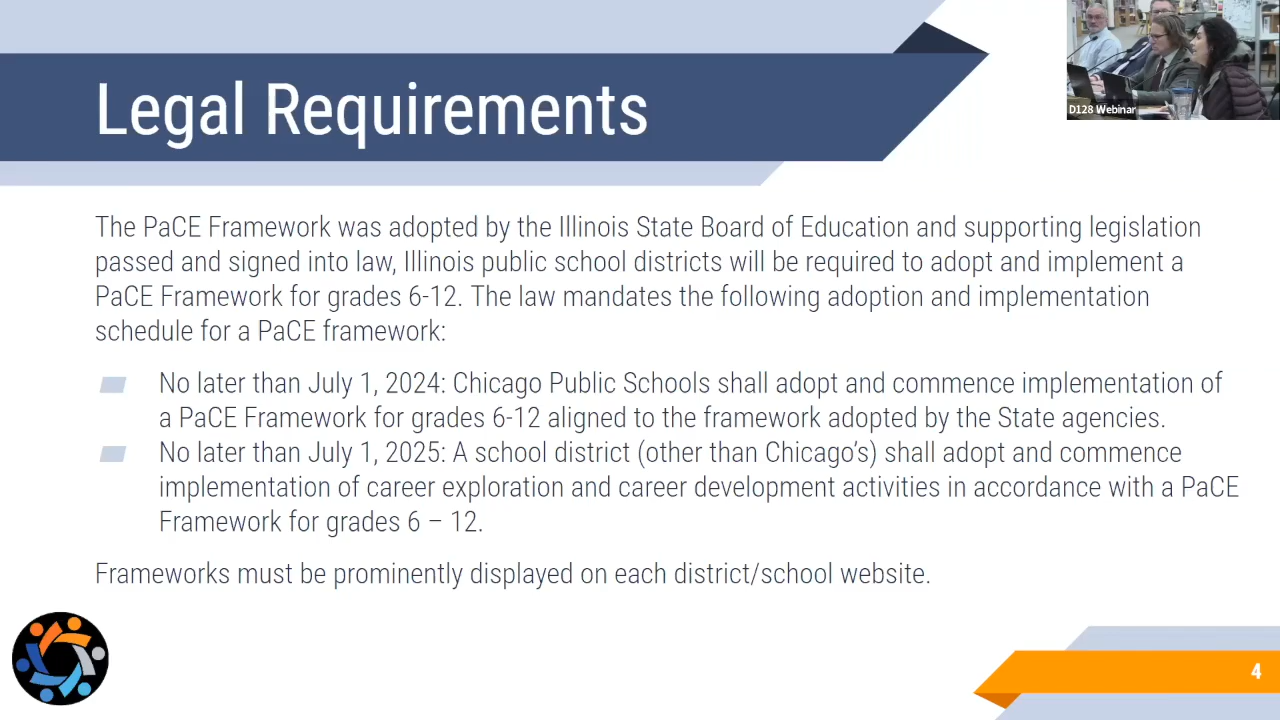 Legal Requirements
D128 Webinar
The PaCE Framework was adopted by the Illinois State Board of Education and supporting legislation
passed and signed into law, Illinois public school districts will be required to adopt and implement a
PaCE Framework for grades 6-12. The law mandates the following adoption and implementation
schedule for a PaCE framework:
No later than July 1, 2024: Chicago Public Schools shall adopt and commence implementation of
a PaCE Framework for grades 6-12 aligned to the framework adopted by the State agencies.
No later than July 1, 2025: A school district (other than Chicago’s) shall adopt and commence
implementation of career exploration and career development activities in accordance with a PaCE
Framework for grades 6 – 12.
Frameworks must be prominently displayed on each district/school website.
4